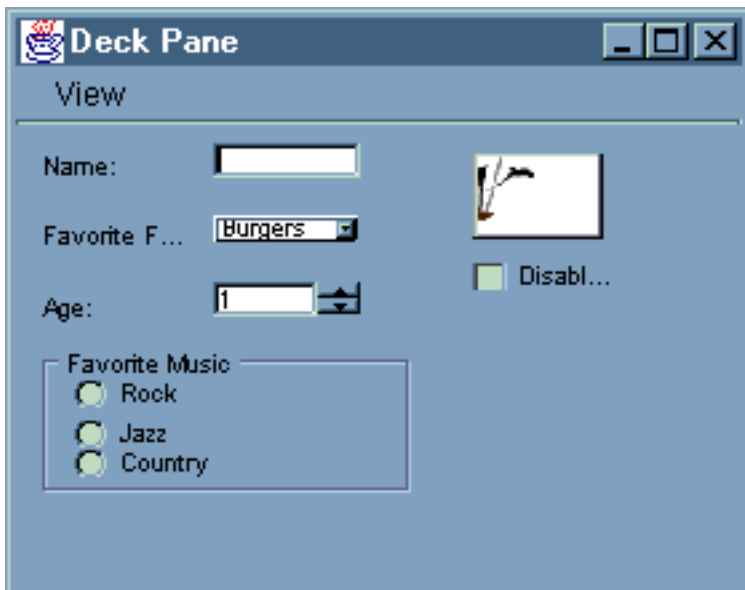 Deck Pane
View
Name:
Favorite F...
Burgers
Disabl...
Age:
1
Favorite Music
Rock
Jazz
Country